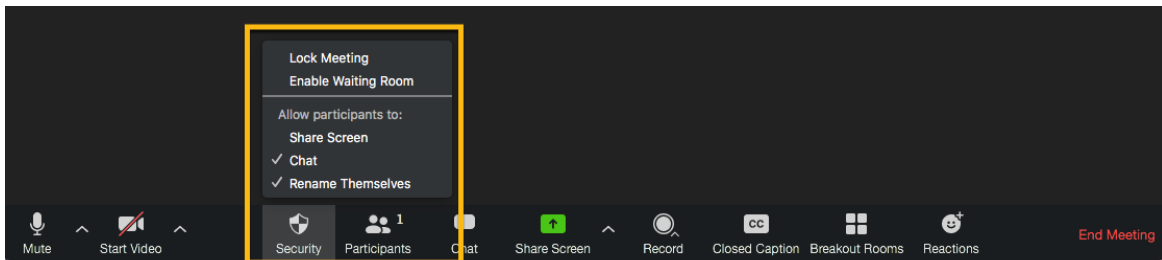 Lock Meeting
Enable Waiting Room
Allow participants to:
Share Screen
✓ Chat
✓ Rename Themselves
1
CC
Mute
Start Video
Security
Participants
Chat
Share Screen
Record
Closed Caption
Breakout Rooms
Reactions
End Meeting